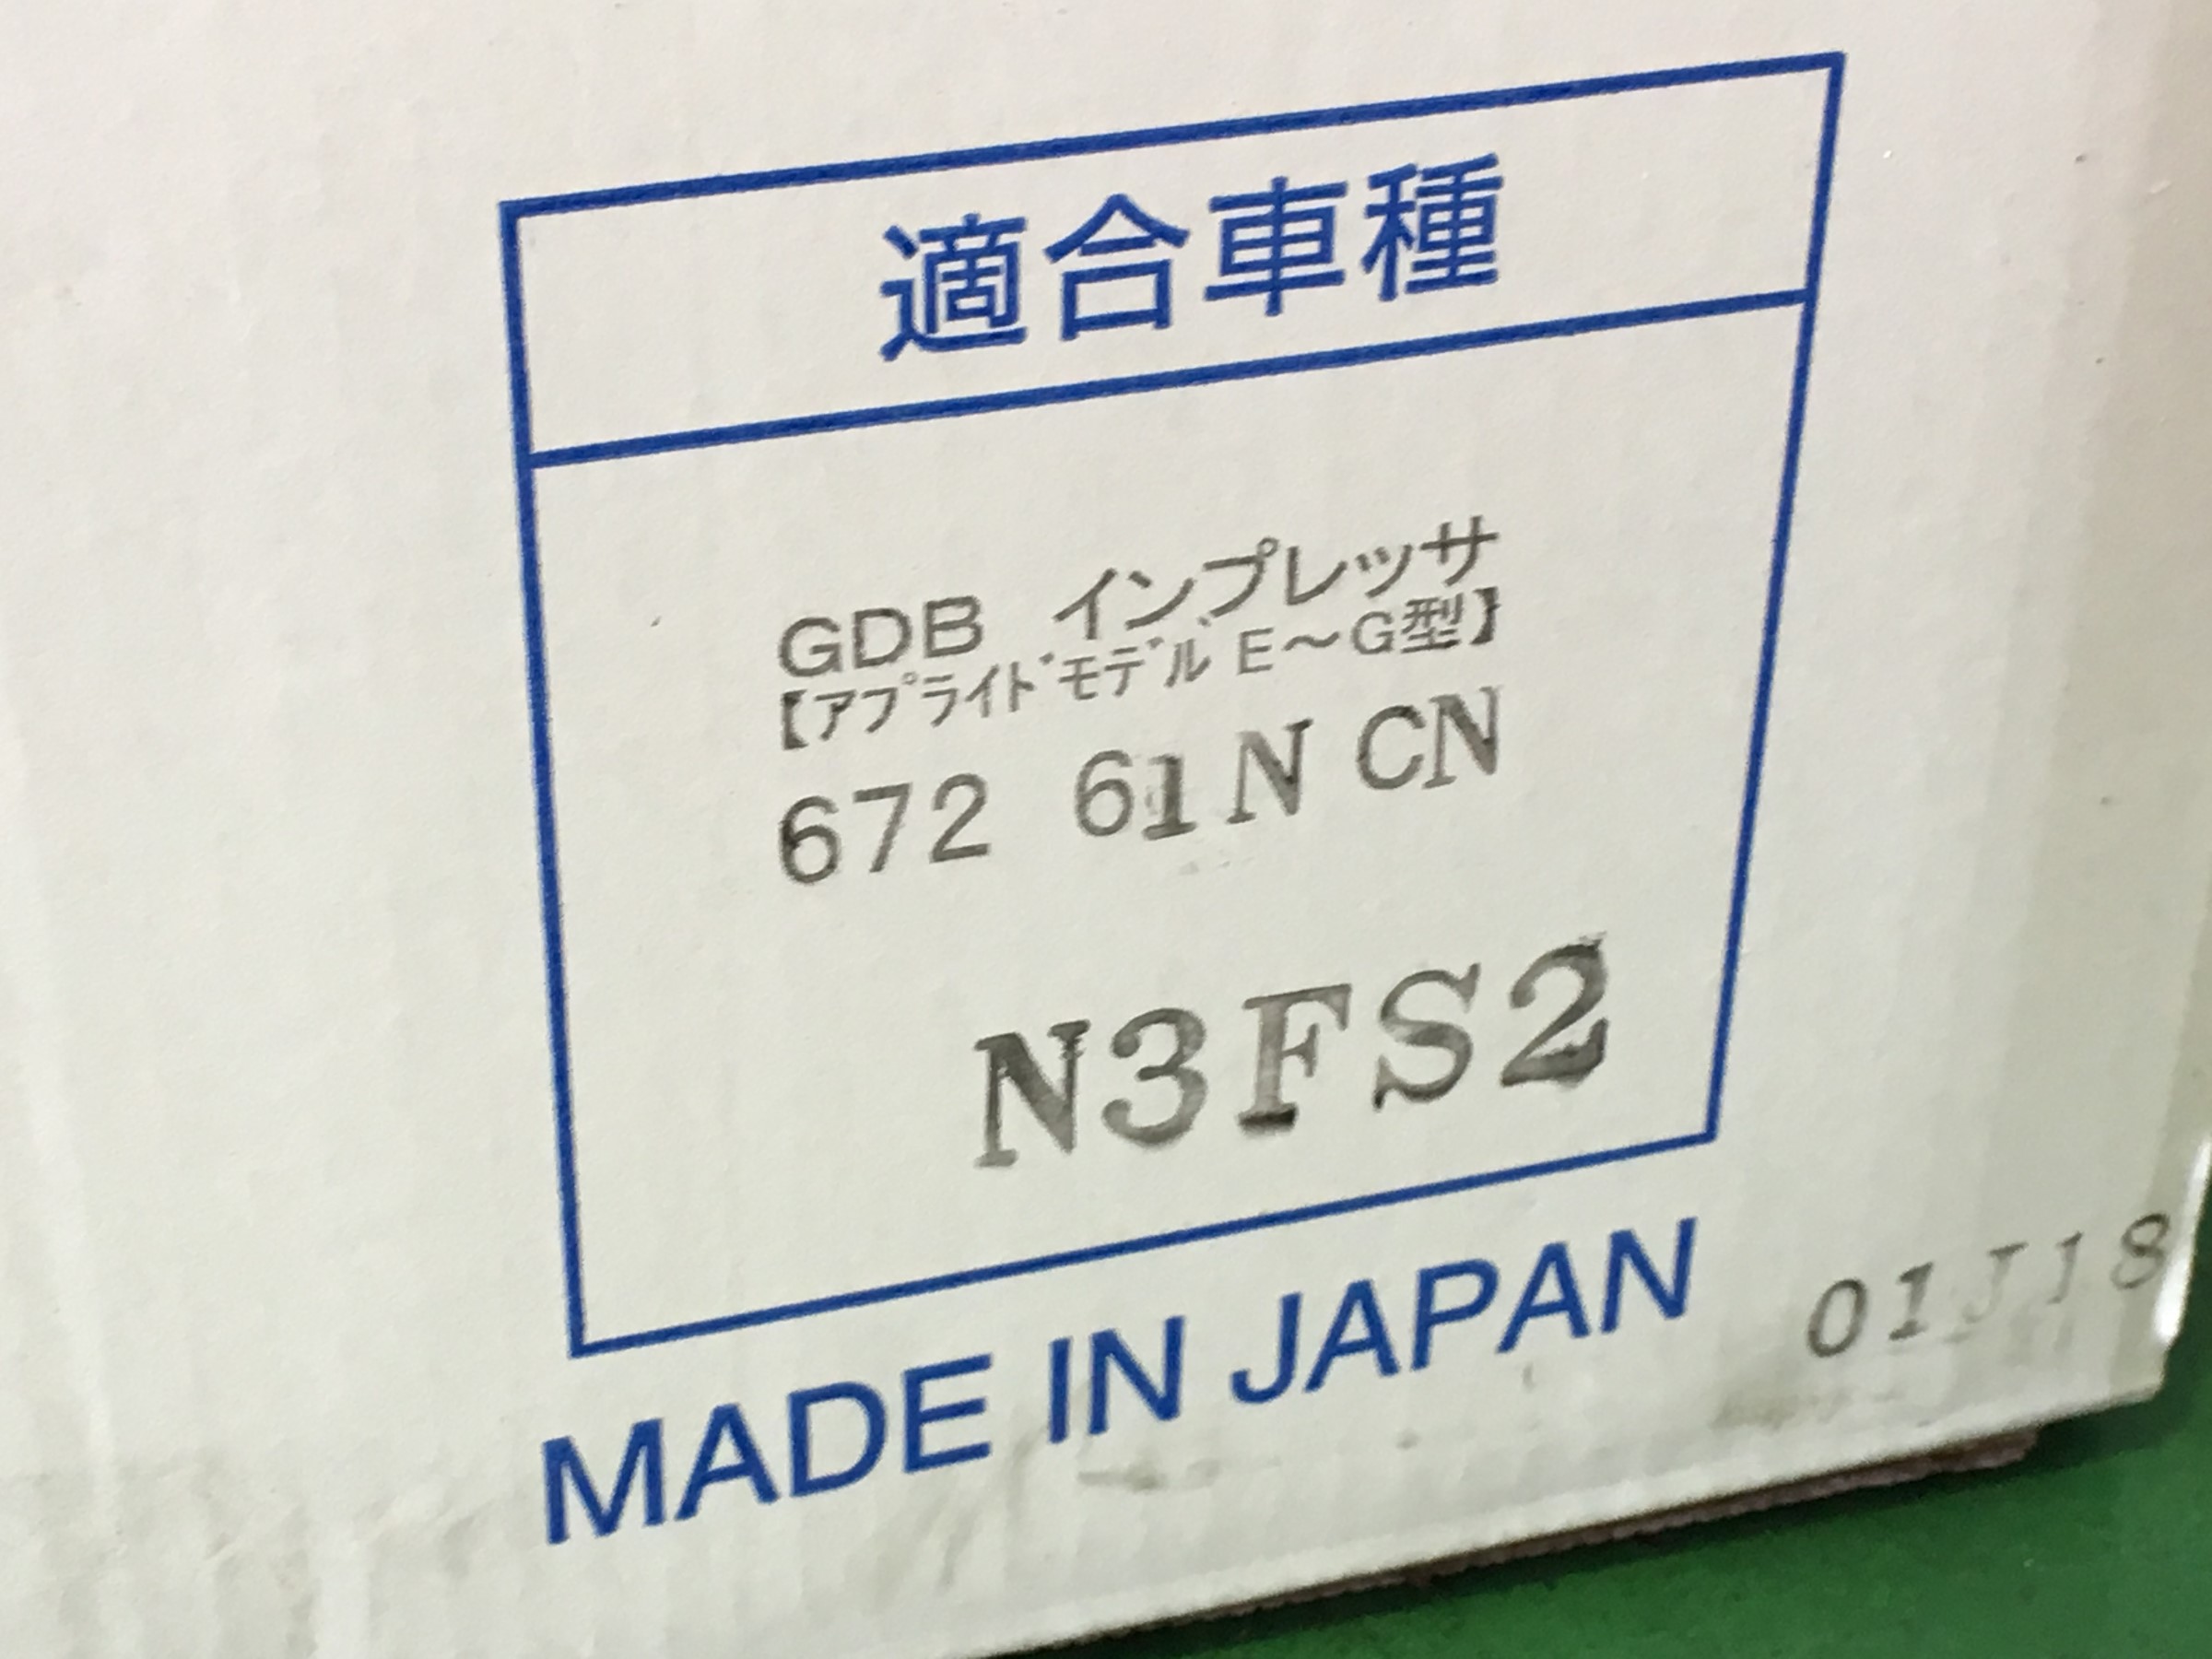 適合車種
GDB インプレッサ
【アプライドモデル E～G型】
672 61N CN
N3FS2
MADE IN JAPAN
01J18